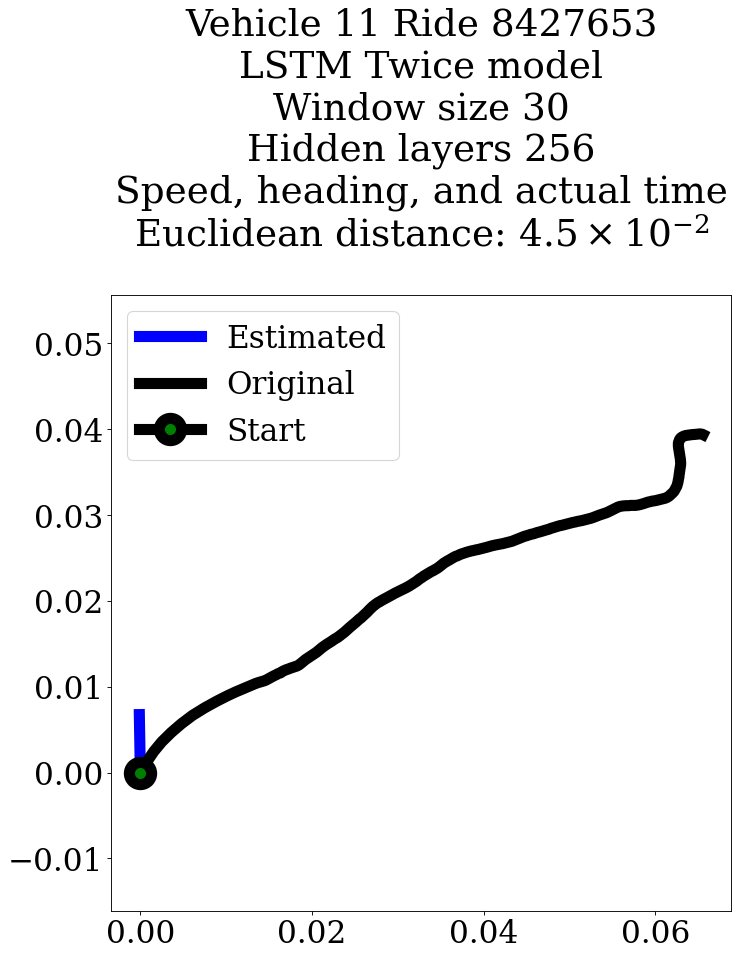 Vehicle 11 Ride 8427653
LSTM Twice model
Window size 30
Hidden layers 256
Speed, heading, and actual time
Euclidean distance: 4.5 × 10⁻²
Estimated
Original
Start
0.05
0.04
0.03
0.02
0.01
0.00
−0.01
0.00 0.02 0.04 0.06